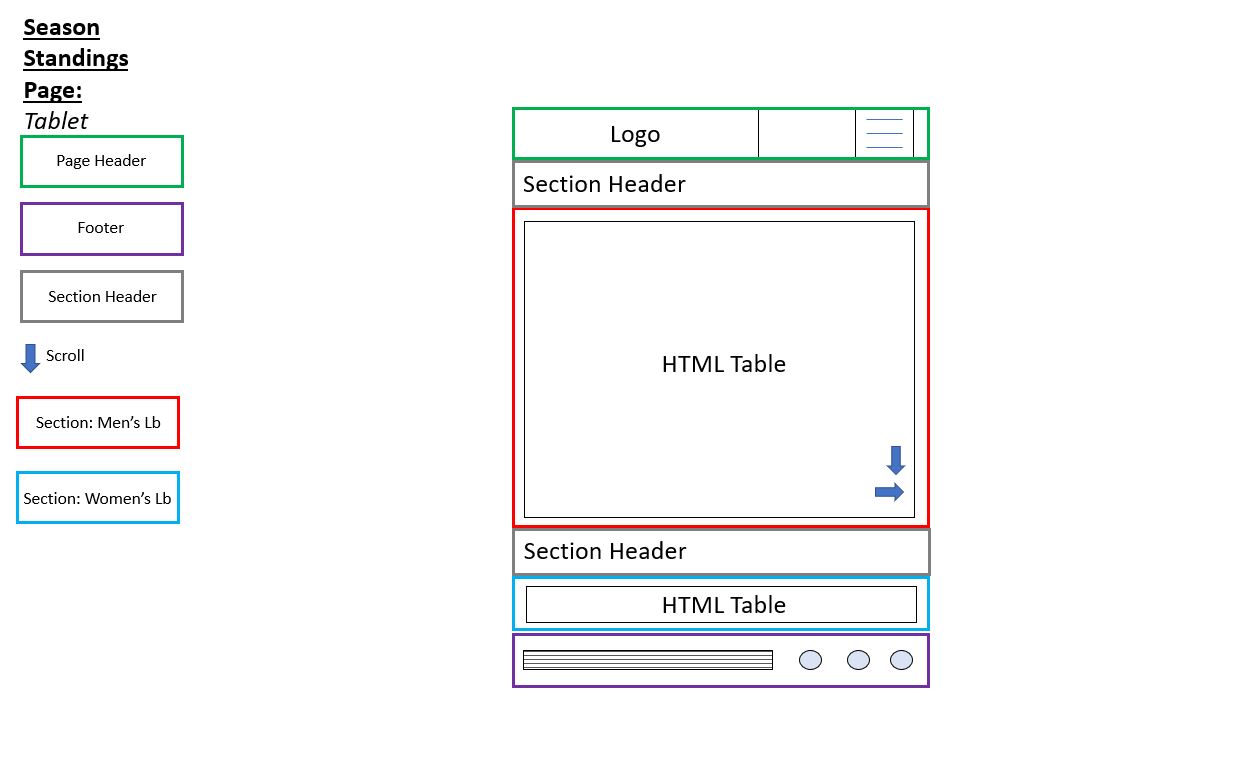 Season
Standings
Page:
Tablet
Page Header
Footer
Section Header
Scroll
Section: Men’s Lb
Section: Women’s Lb
Logo
Section Header
HTML Table
Section Header
HTML Table